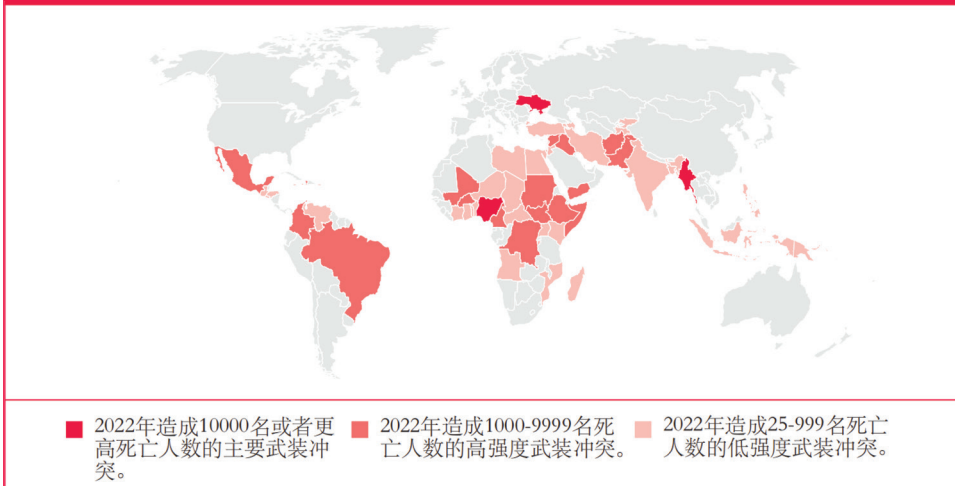 2022年造成10000名或者更
高死亡人数的主要武装冲
突。
2022年造成1000-9999名死
亡人数的高强度武装冲突。
2022年造成25-999名死亡
人数的低强度武装冲突。